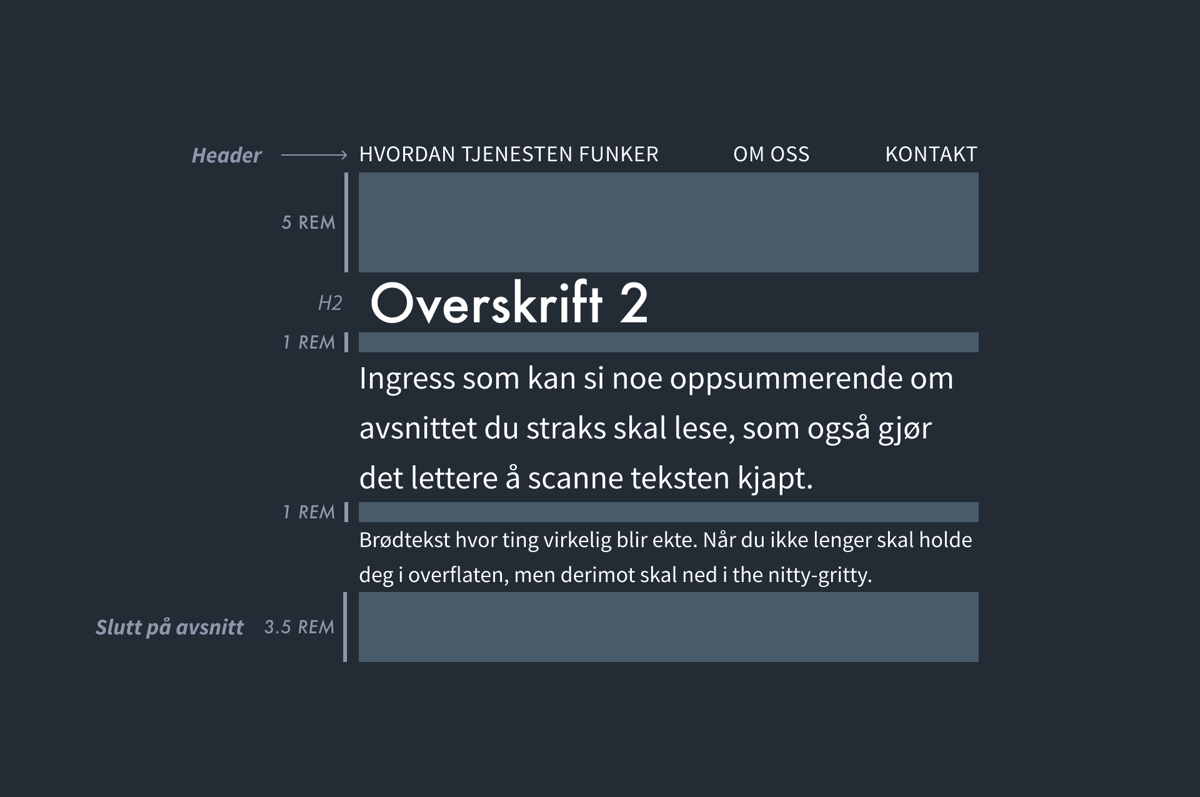 Header HVORDAN TJENESTEN FUNKER OM OSS KONTAKT
5 REM
H2 Overskrift 2
1 REM
Ingress som kan si noe oppsummerende om
avsnittet du straks skal lese, som også gjør
det lettere å scanne teksten kjapt.
1 REM
Brødtekst hvor ting virkelig blir ekte. Når du ikke lenger skal holde
deg i overflaten, men derimot skal ned i the nitty-gritty.
Slutt på avsnitt 3.5 REM